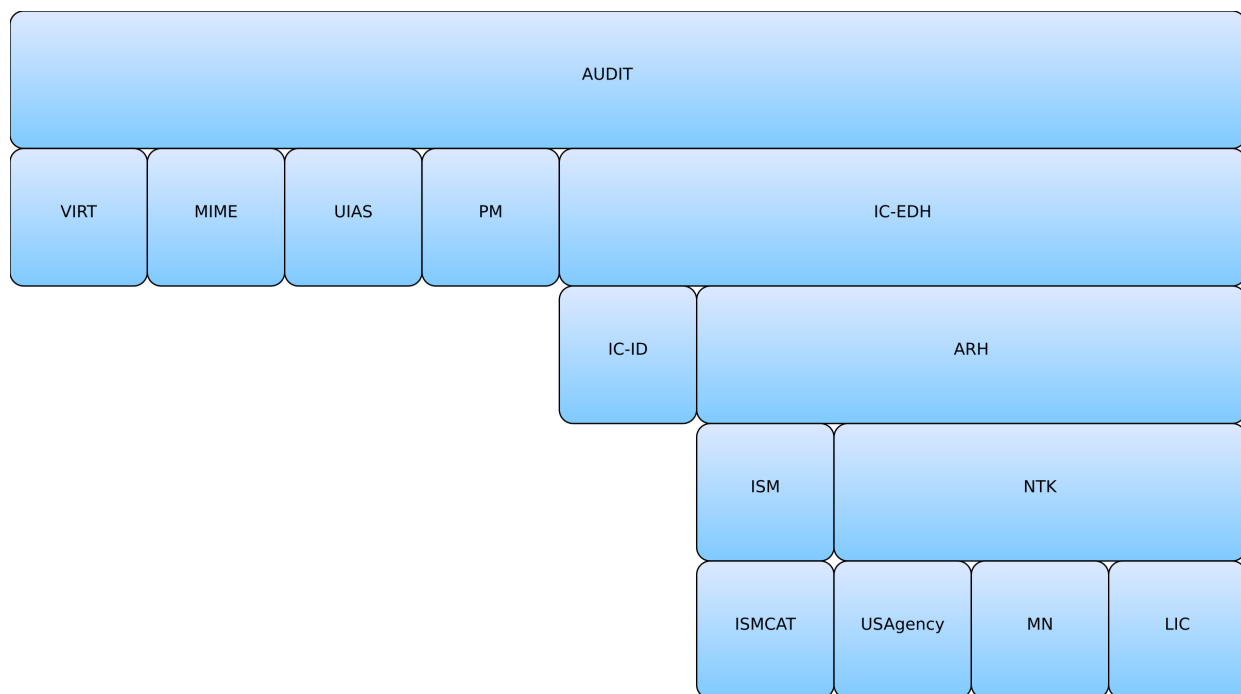 AUDIT
VIRT
MIME
UIAS
PM
IC-EDH
IC-ID
ARH
ISM
NTK
ISMCAT
USAgency
MN
LIC